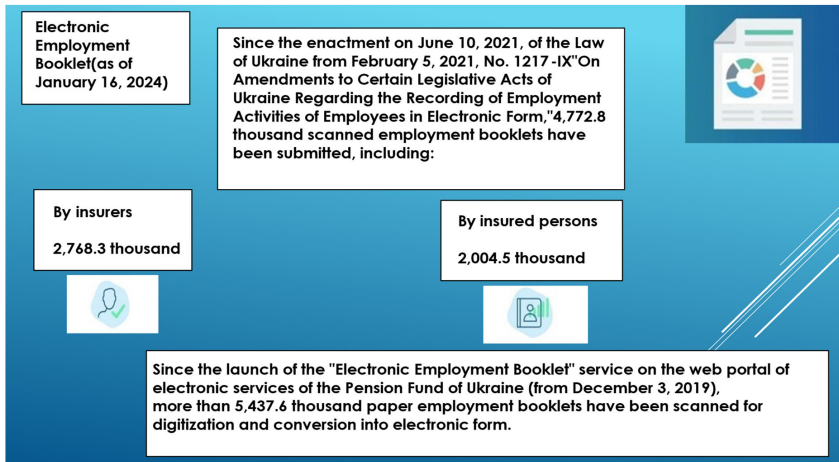 Electronic
Employment
Booklet(as of
January 16, 2024)
Since the enactment on June 10, 2021, of the Law
of Ukraine from February 5, 2021, No. 1217-IX"On
Amendments to Certain Legislative Acts of
Ukraine Regarding the Recording of Employment
Activities of Employees in Electronic Form,"4,772.8
thousand scanned employment booklets have
been submitted, including:
By insurers
2,768.3 thousand
By insured persons
2,004.5 thousand
Since the launch of the "Electronic Employment Booklet" service on the web portal of
electronic services of the Pension Fund of Ukraine (from December 3, 2019),
more than 5,437.6 thousand paper employment booklets have been scanned for
digitization and conversion into electronic form.